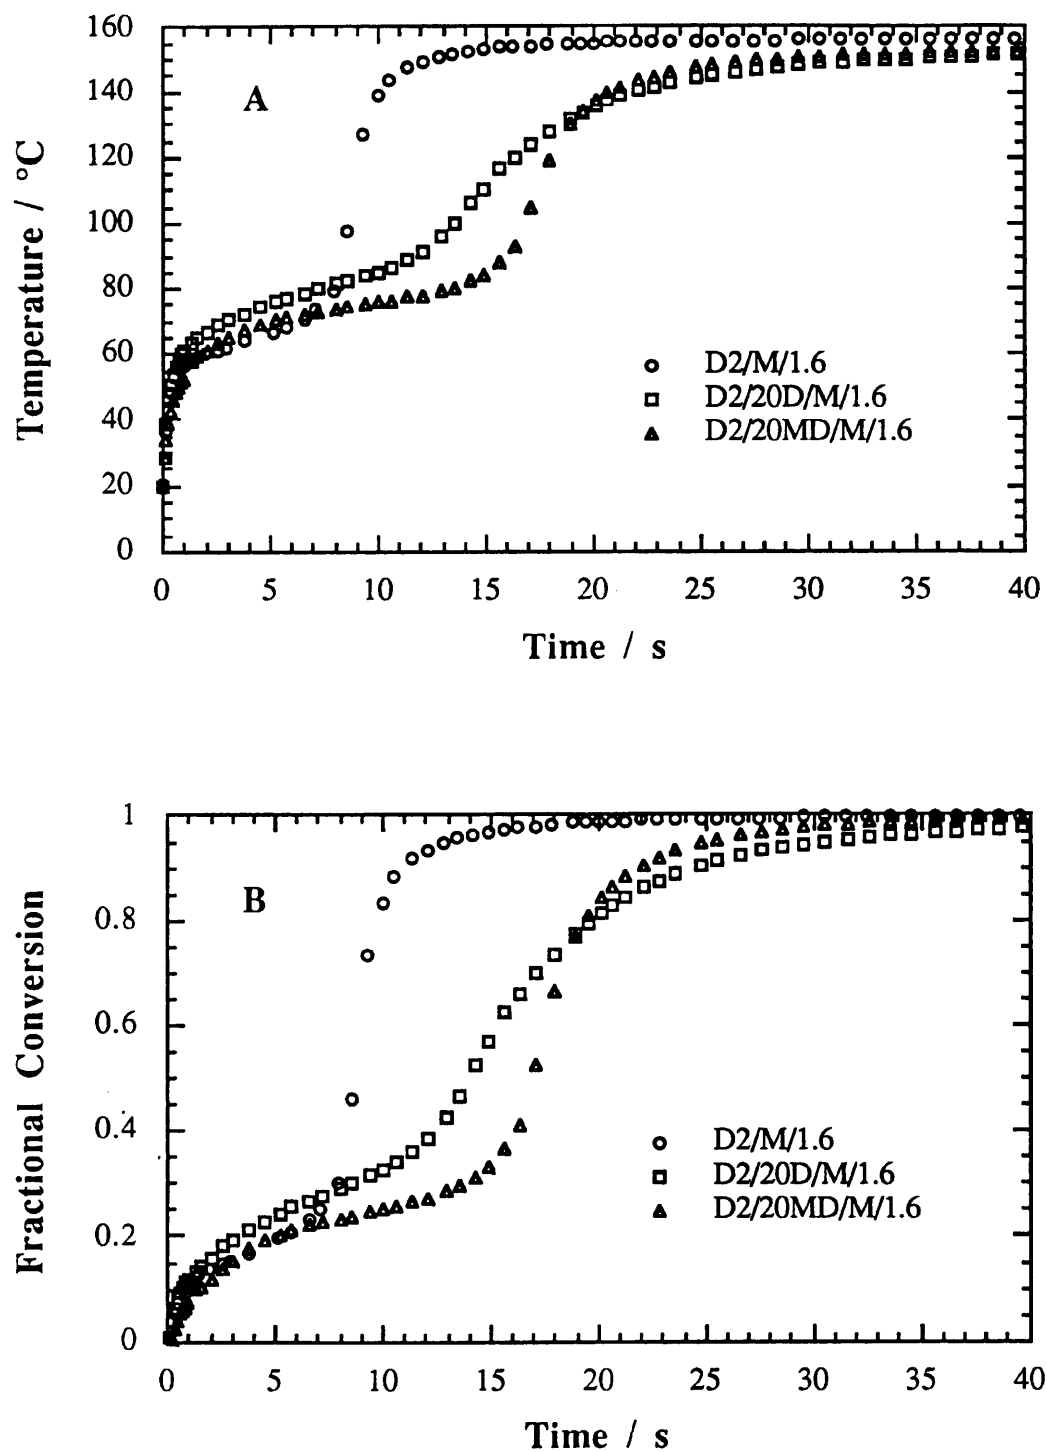 160
140
120
100
80
60
40
20
0
Temperature / °C
A
D2/M/1.6
D2/20D/M/1.6
D2/20MD/M/1.6
0 5 10 15 20 25 30 35 40
Time / s
1
0.8
0.6
0.4
0.2
0
Fractional Conversion
B
D2/M/1.6
D2/20D/M/1.6
D2/20MD/M/1.6
0 5 10 15 20 25 30 35 40
Time / s